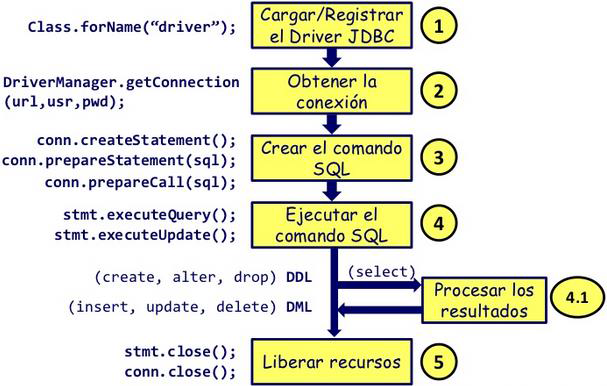 Class.forName(“driver”);
Cargar/Registrar
el Driver JDBC
1
DriverManager.getConnection
(url,usr,pwd);
Obtener la
conexión
2
conn.createStatement();
conn.prepareStatement(sql);
conn.prepareCall(sql);
Crear el comando
SQL
3
stmt.executeQuery();
stmt.executeUpdate();
Ejecutar el
comando SQL
4
(create, alter, drop) DDL
(select)
(insert, update, delete) DML
Procesar los
resultados
4.1
stmt.close();
conn.close();
Liberar recursos
5